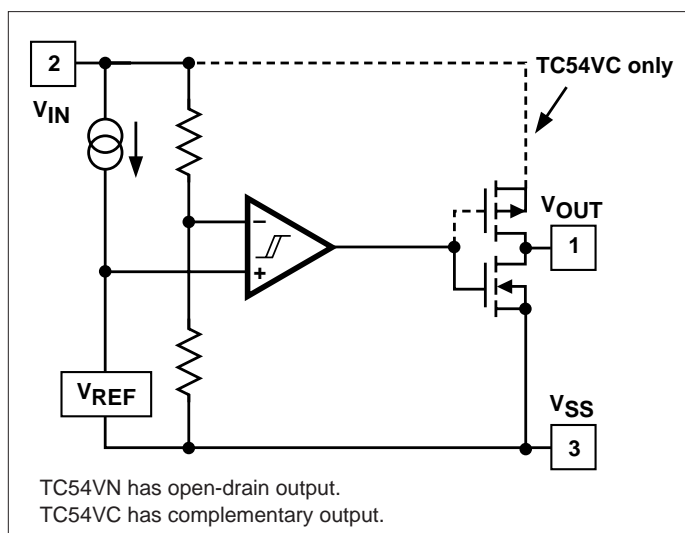 2
TC54VC only
VIN
VOUT
–
1
+
VREF
VSS
3
TC54VN has open-drain output.
TC54VC has complementary output.